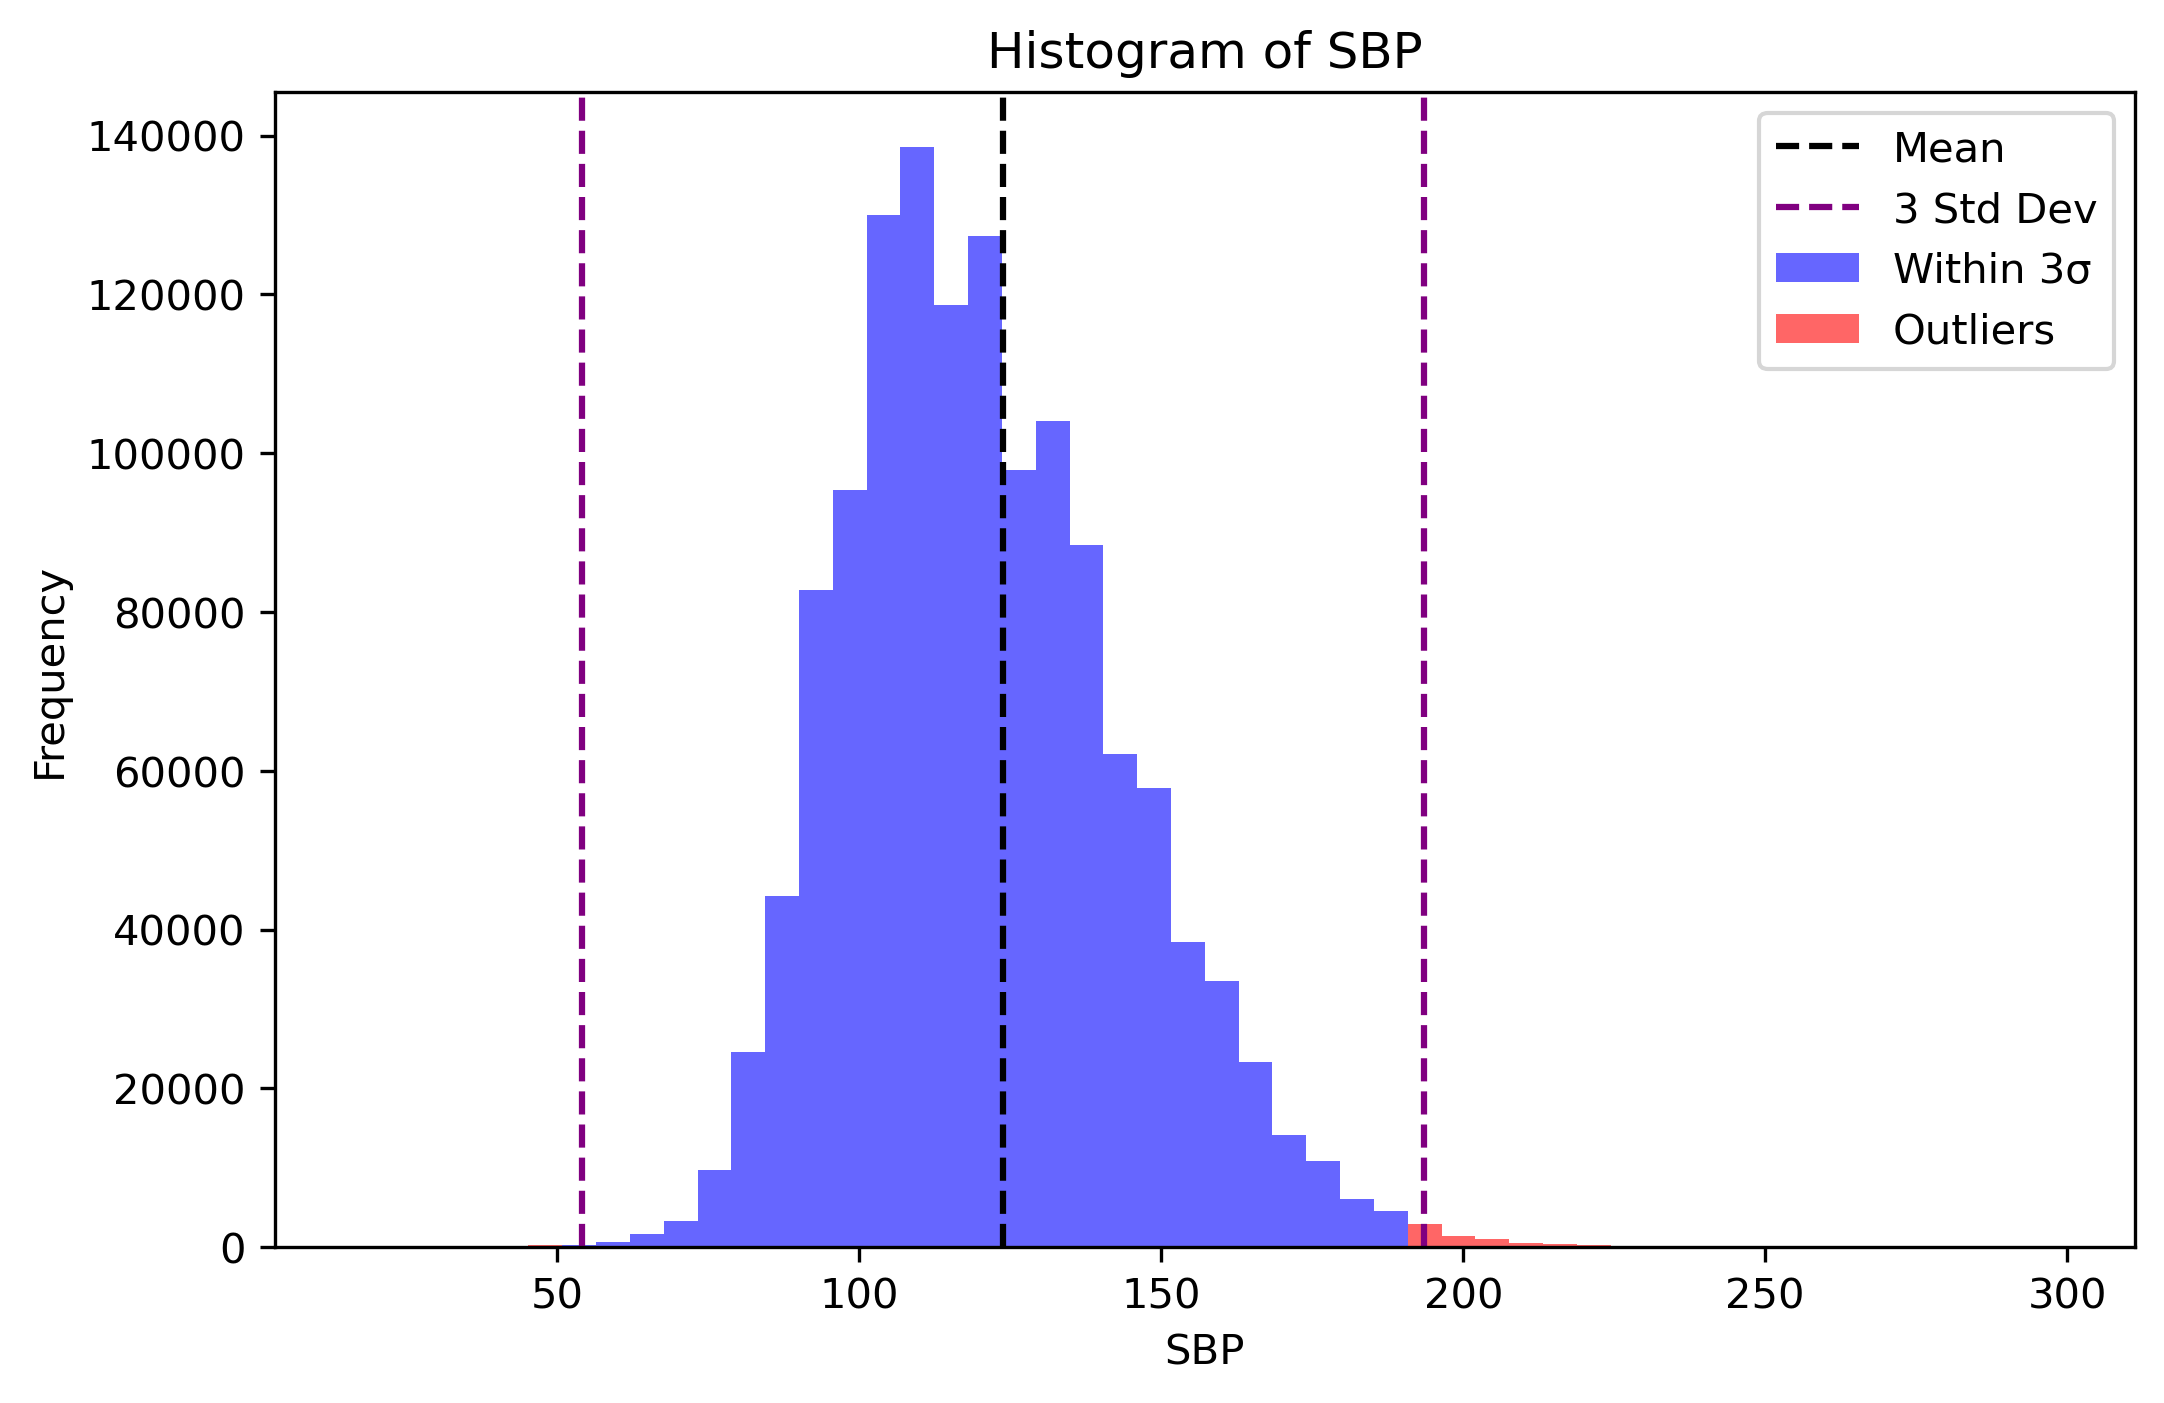 Histogram of SBP
Mean
3 Std Dev
Within 3σ
Outliers
140000
120000
100000
80000
60000
40000
20000
0
Frequency
50 100 150 200 250 300
SBP